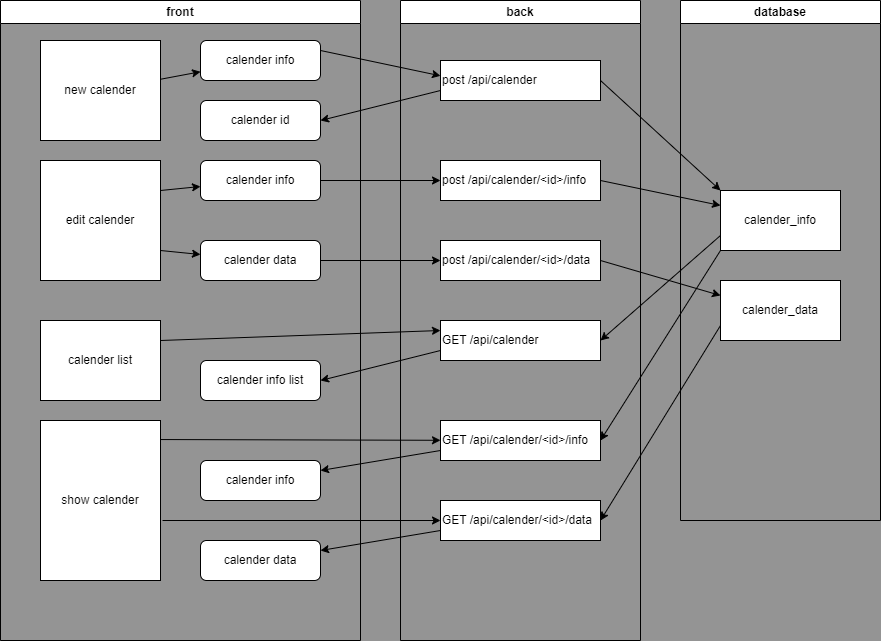 front
back
database
new calender
calender info
calender id
post /api/calender
edit calender
calender info
calender data
post /api/calender/<id>/info
post /api/calender/<id>/data
calender_info
calender_data
calender list
calender info list
GET /api/calender
show calender
calender info
calender data
GET /api/calender/<id>/info
GET /api/calender/<id>/data